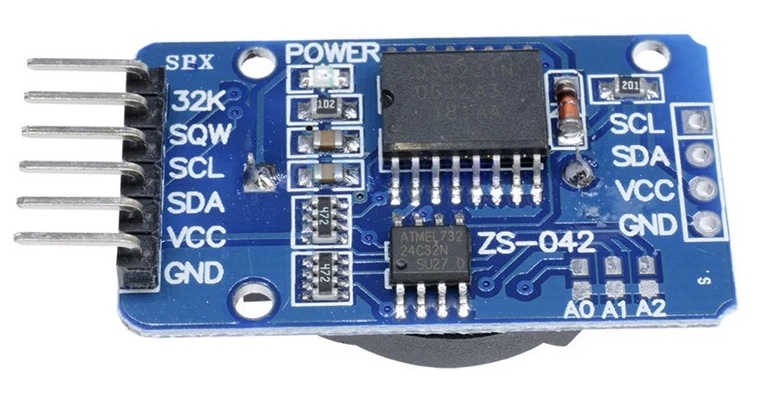 SPX
32K
SQW
SCL
SDA
VCC
GND
POWER
102
472
472
ATMEL732
24C32N
SU27 D
ZS-042
201
SCL
SDA
VCC
GND
S.
A0 A1 A2